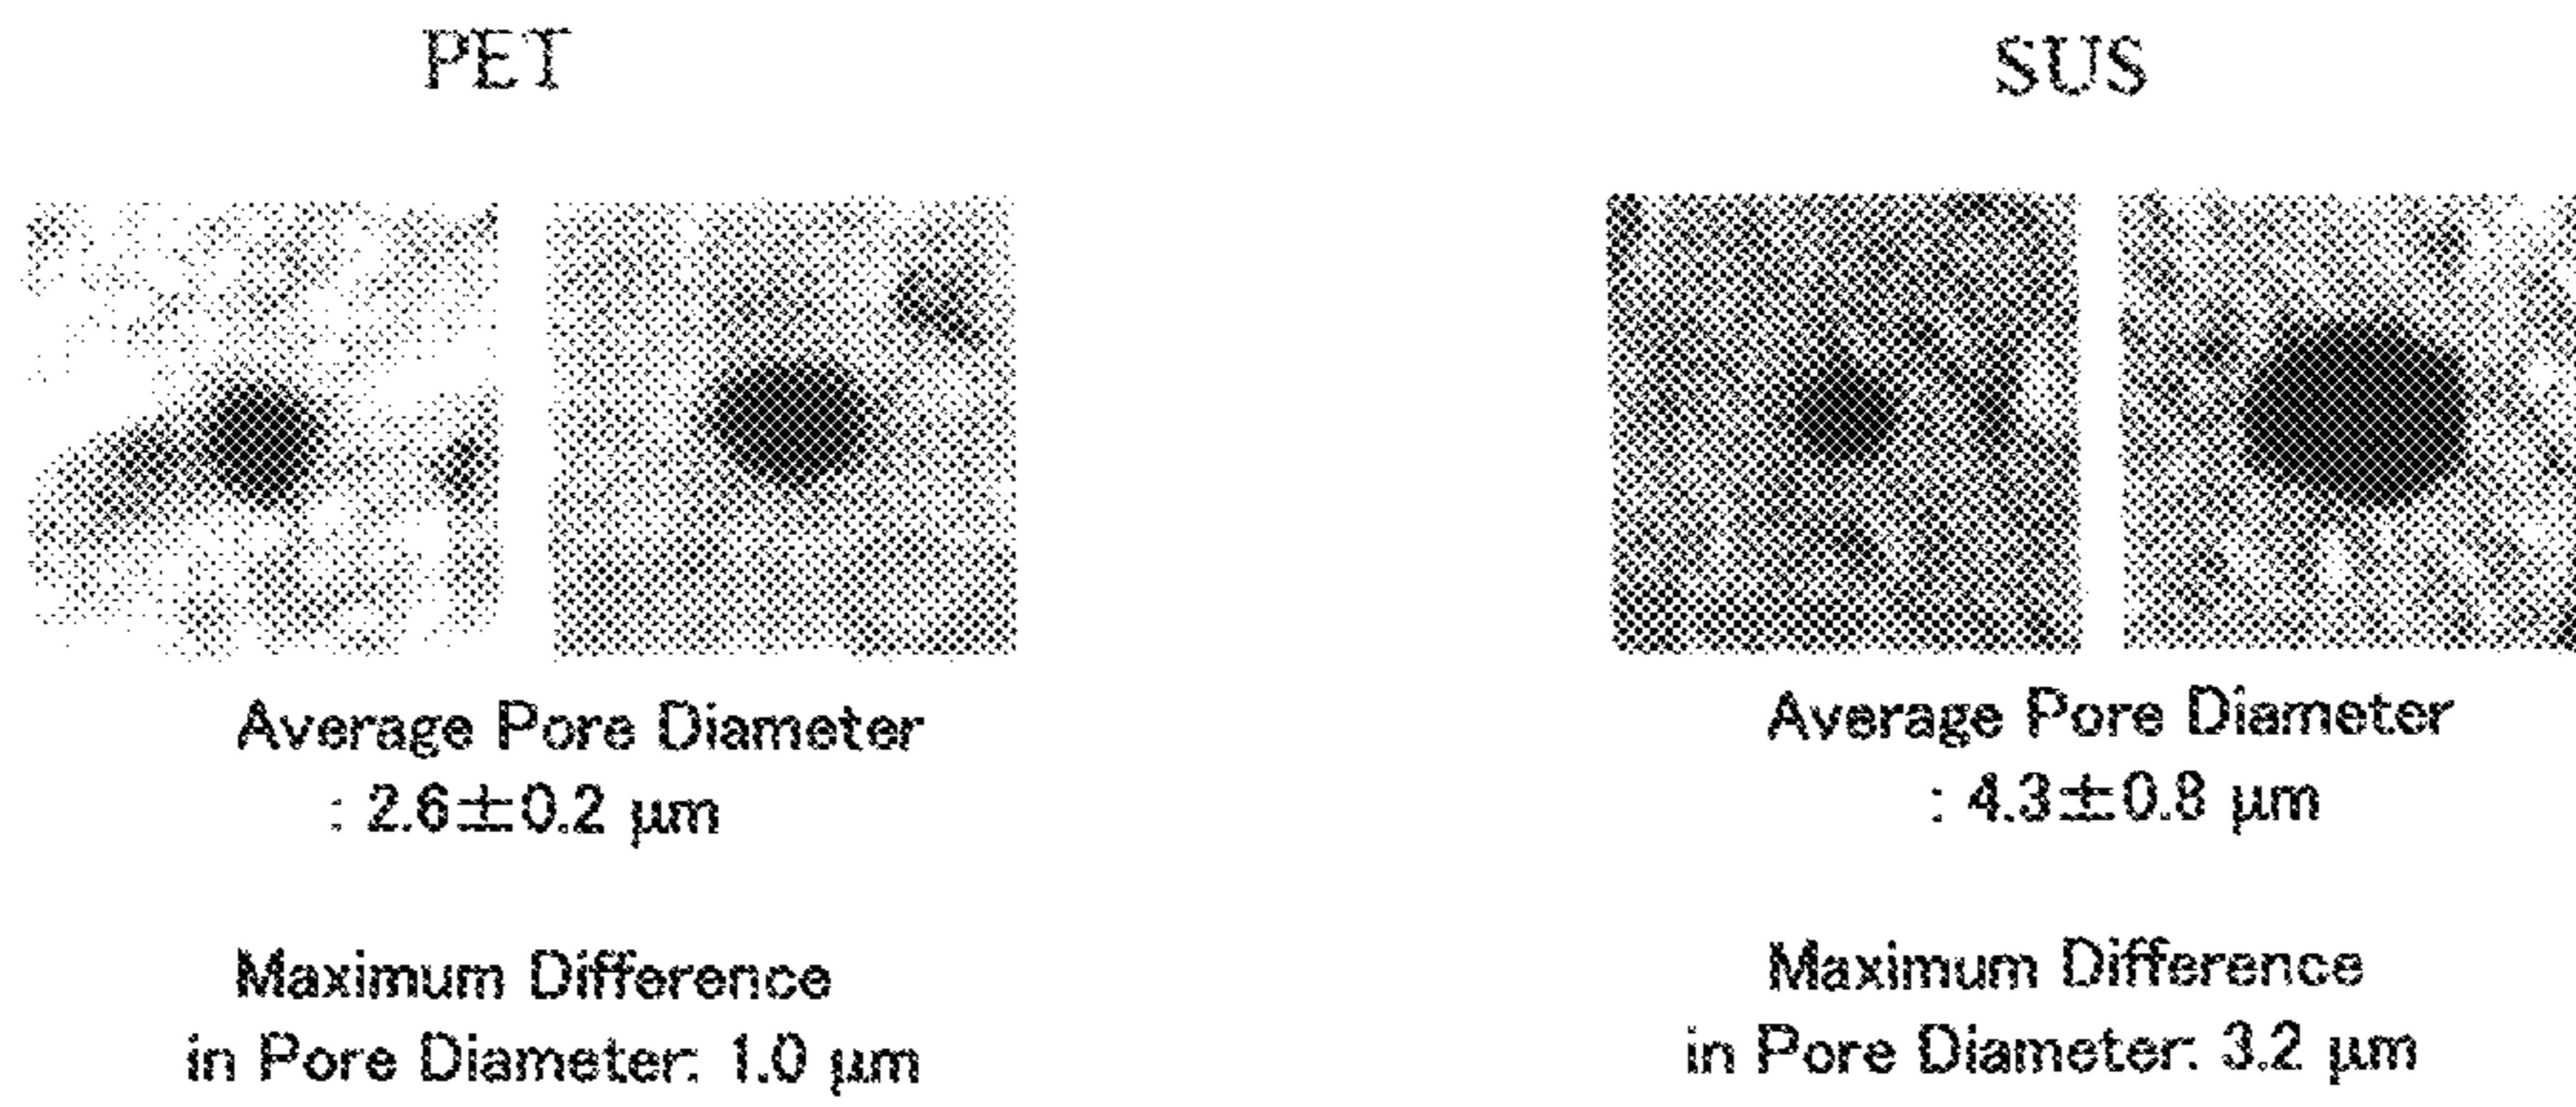 PET
Average Pore Diameter
: 2.6±0.2 μm
Maximum Difference
in Pore Diameter: 1.0 μm
SUS
Average Pore Diameter
: 4.3±0.8 μm
Maximum Difference
in Pore Diameter: 3.2 μm